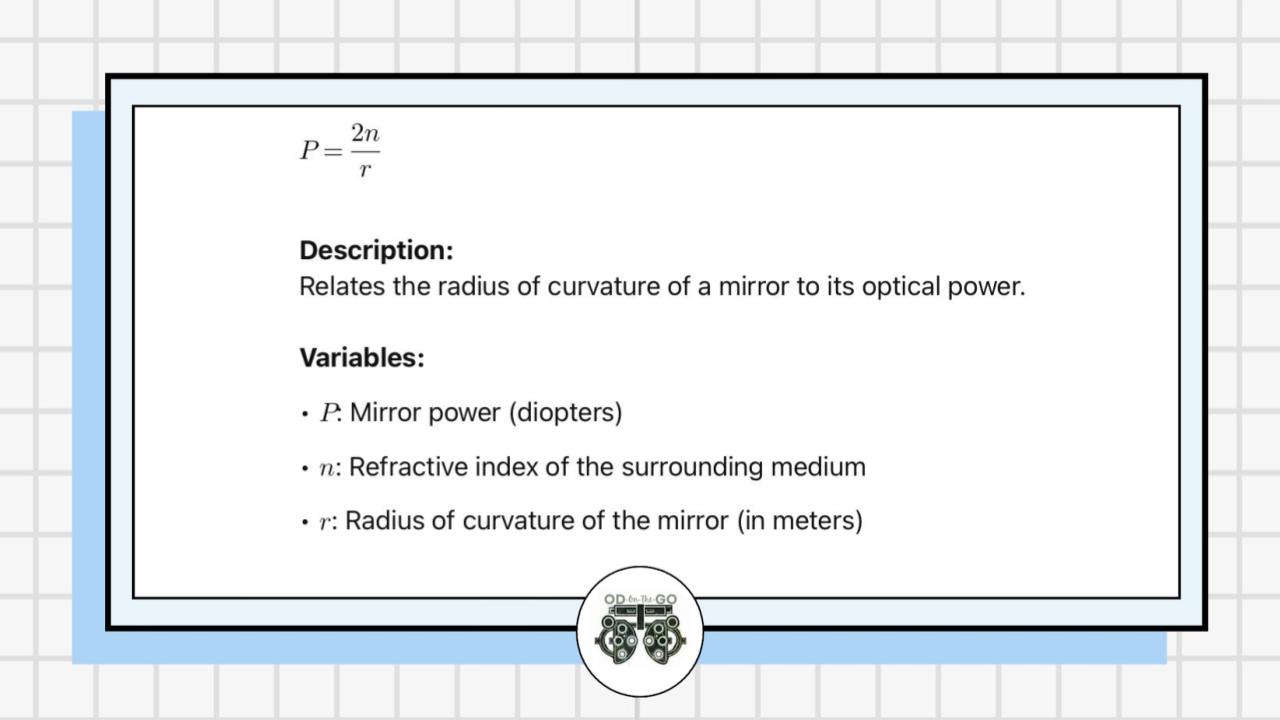 P = 2n/r
Description:
Relates the radius of curvature of a mirror to its optical power.
Variables:
• P: Mirror power (diopters)
• n: Refractive index of the surrounding medium
• r: Radius of curvature of the mirror (in meters)
OD-On-The-GO